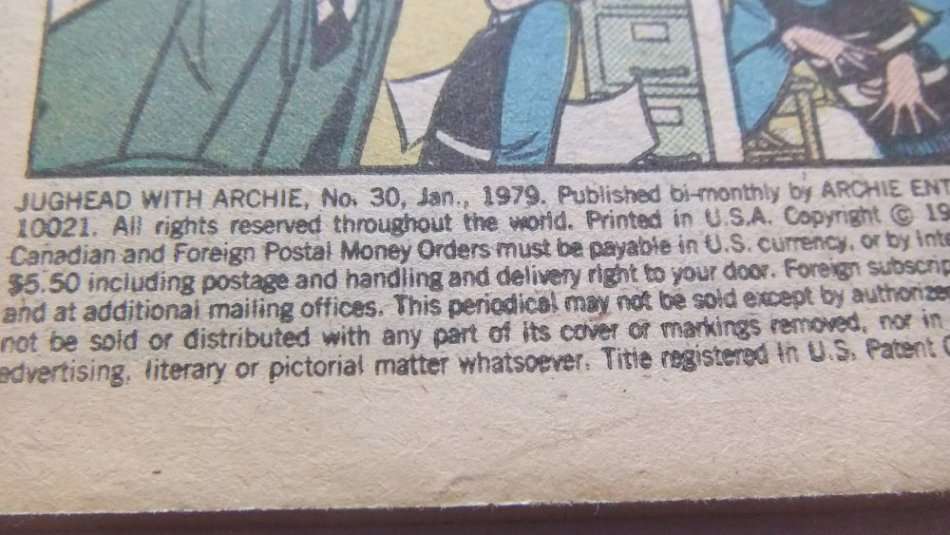 JUGHEAD WITH ARCHIE, No. 30, Jan., 1979. Published bi-monthly by ARCHIE ENT
10021. All rights reserved throughout the world. Printed in U.S.A. Copyright © 19
Canadian and Foreign Postal Money Orders must be payable in U.S. currency, or by int
$5.50 including postage and handling and delivery right to your door. Foreign subscri
and at additional mailing offices. This periodical may not be sold except by authorize
not be sold or distributed with any part of its cover or markings removed, nor in
advertising, literary or pictorial matter whatsoever. Title registered in U.S. Patent O